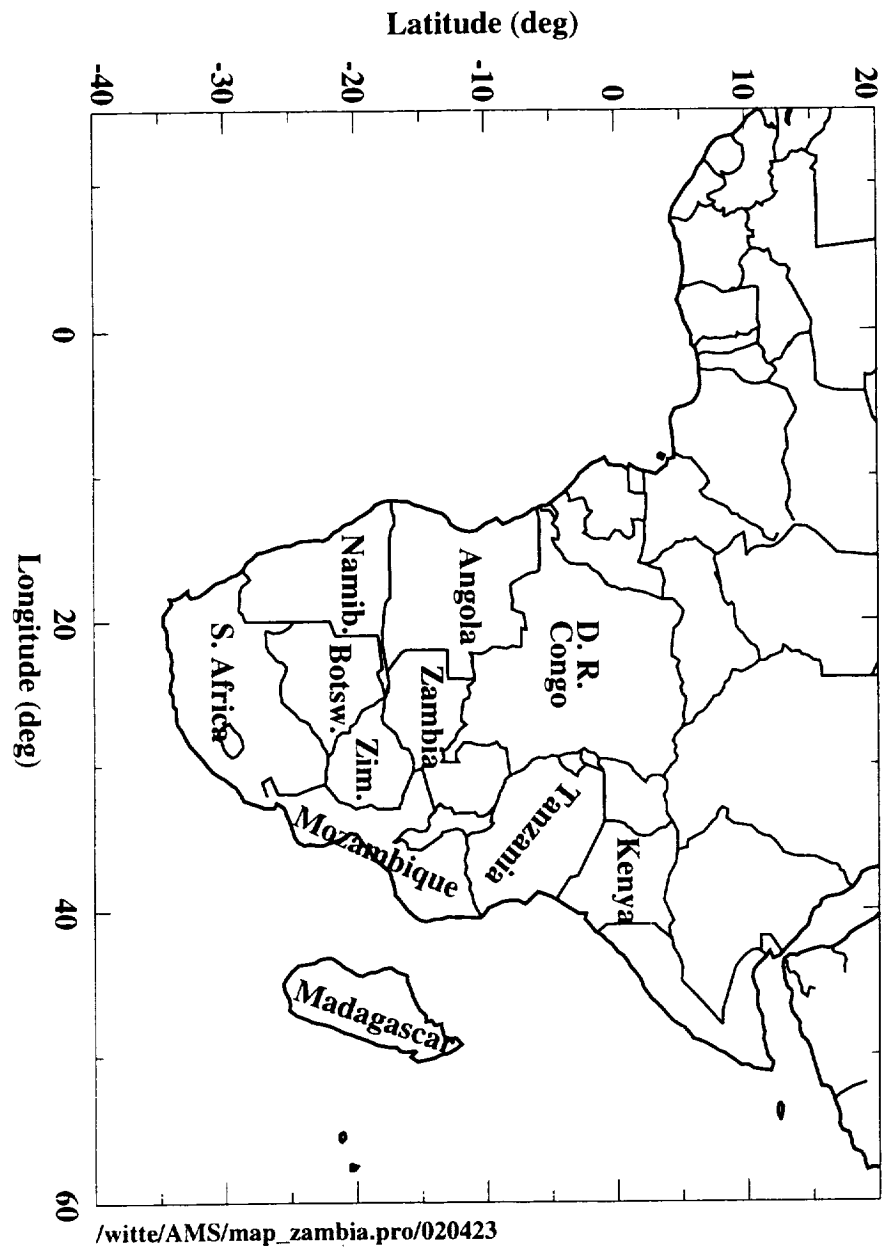 Latitude (deg)
-40
-30
-20
-10
0
10
20
0
20
40
60
Longitude (deg)
D. R.
Congo
Angola
Namib.
Botsw.
S. Africa
Zambia
Zim.
Mozambique
Tanzania
Kenya
Madagascar
/witte/AMS/map_zambia.pro/020423